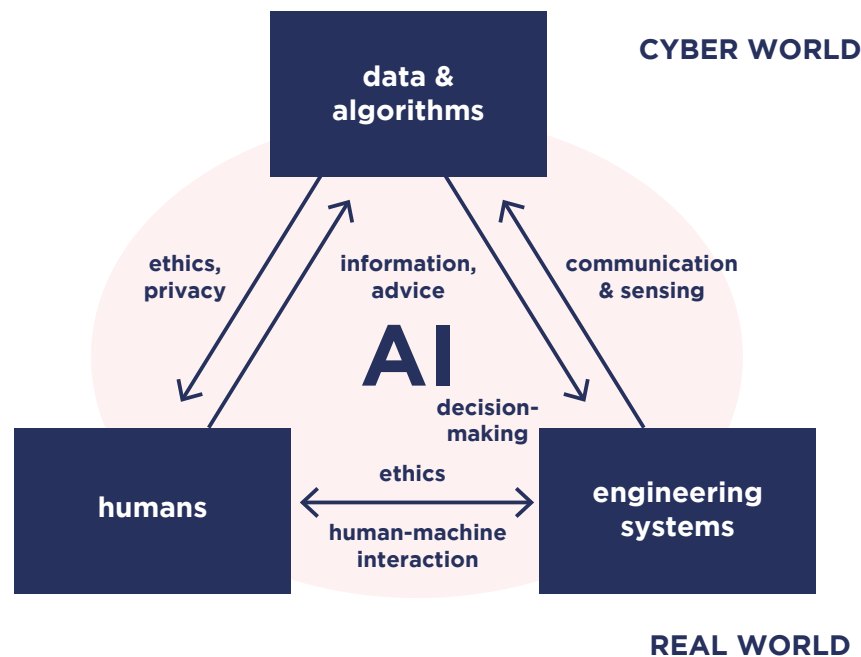 CYBER WORLD
data &
algorithms
ethics,
privacy
information,
advice
communication
& sensing
AI
decision-
making
humans
ethics
human-machine
interaction
engineering
systems
REAL WORLD